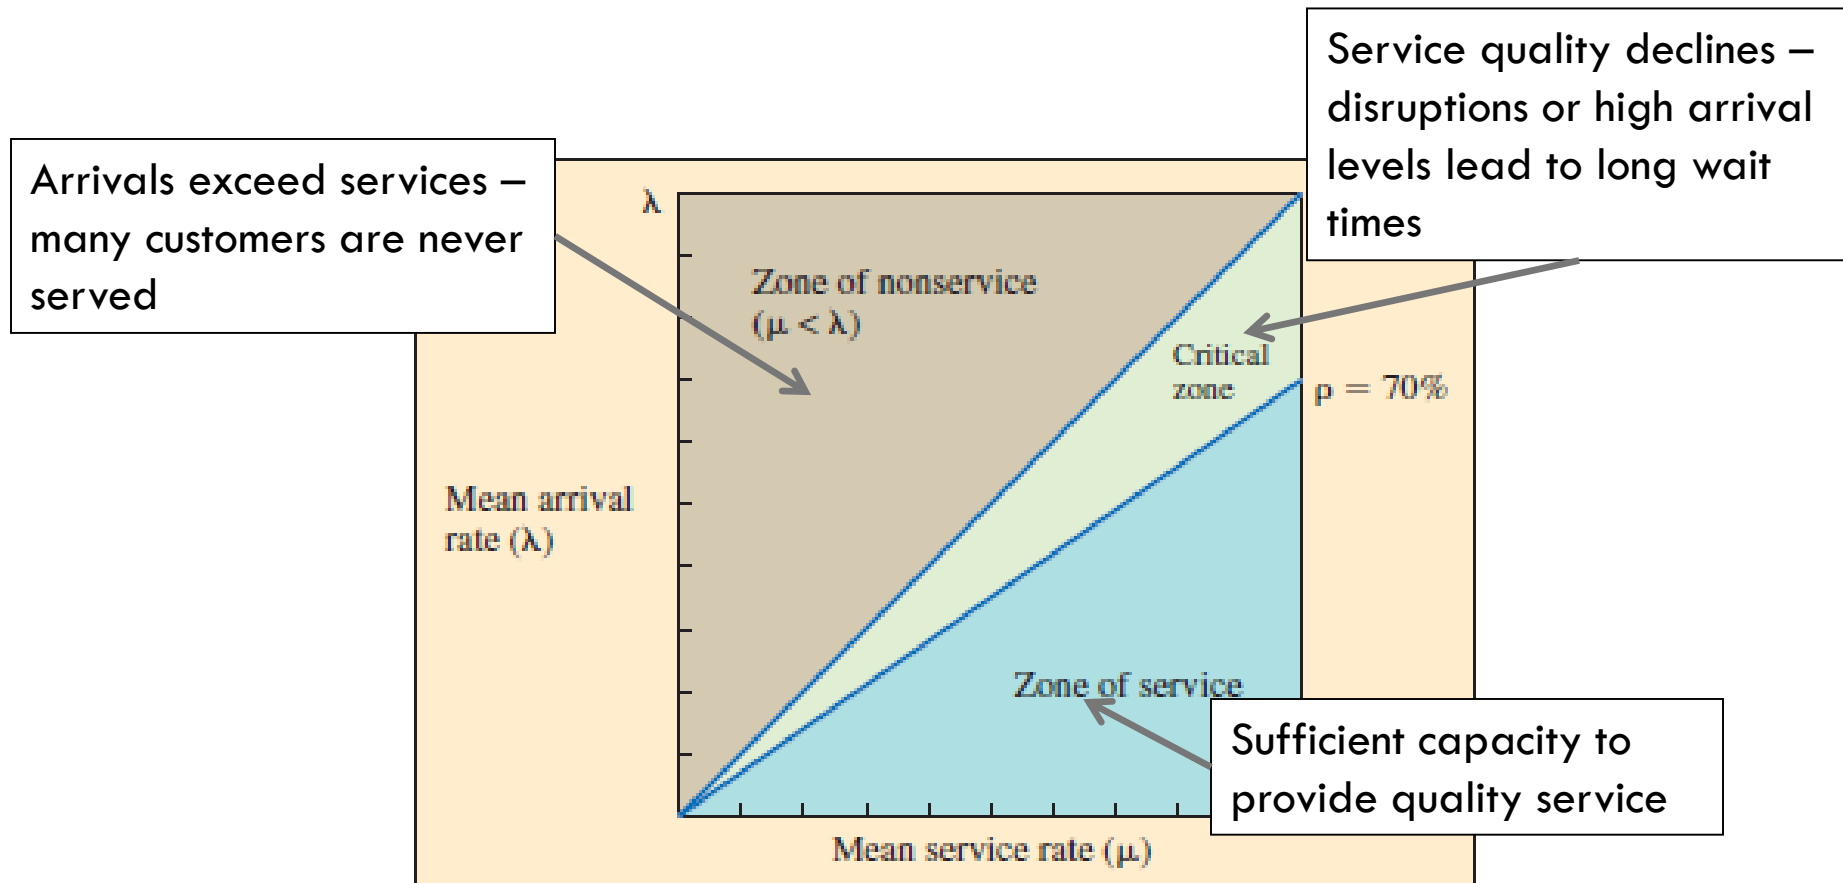 Service quality declines –
disruptions or high arrival
levels lead to long wait
times
Arrivals exceed services –
many customers are never
served
λ
Zone of nonservice
(μ < λ)
Critical
zone
ρ = 70%
Mean arrival
rate (λ)
Zone of service
Sufficient capacity to
provide quality service
Mean service rate (μ)